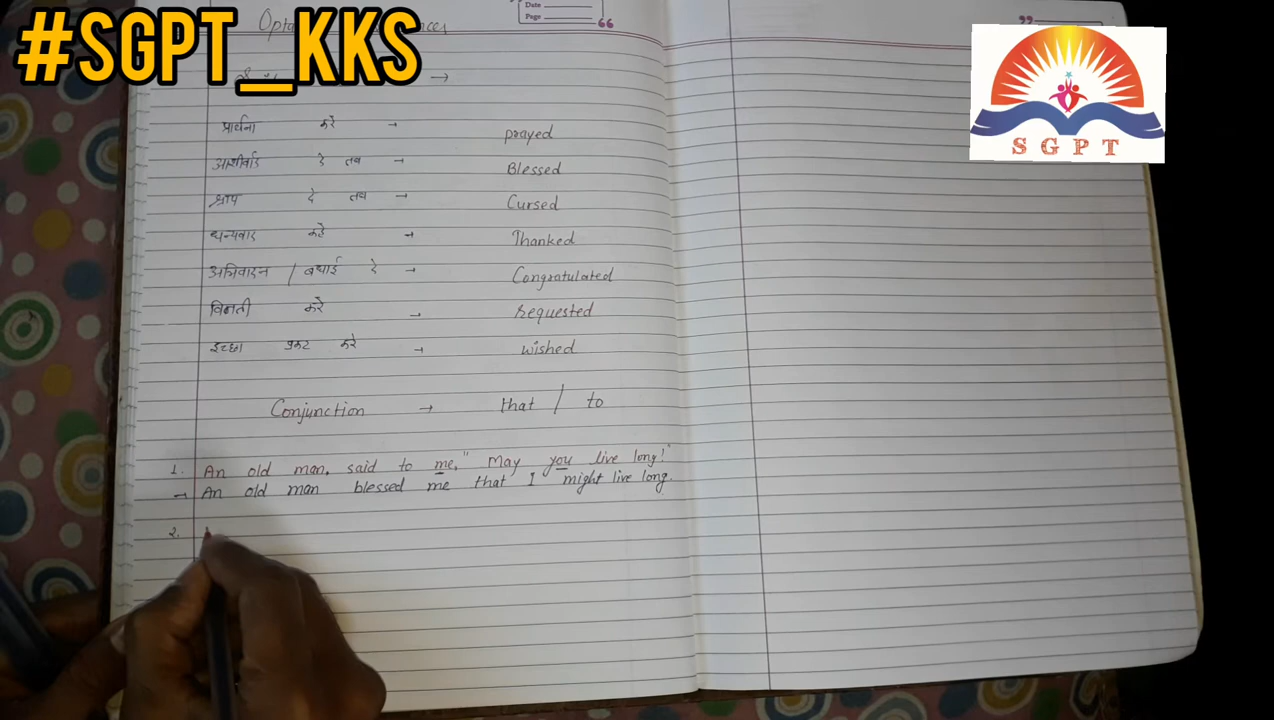 #SGPT_KKS
Date
Page
SGPT
प्रार्थना करे → prayed
आशीर्वाद दे तब → Blessed
श्राप दे तब → Cursed
धन्यवाद कहे → Thanked
अभिवादन / बधाई दे → Congratulated
विनती करे → requested
इच्छा प्रकट करे → wished
Conjunction → that / to
1. An old man, said to me, "May you live long!"
→ An old man blessed me that I might live long.
2.